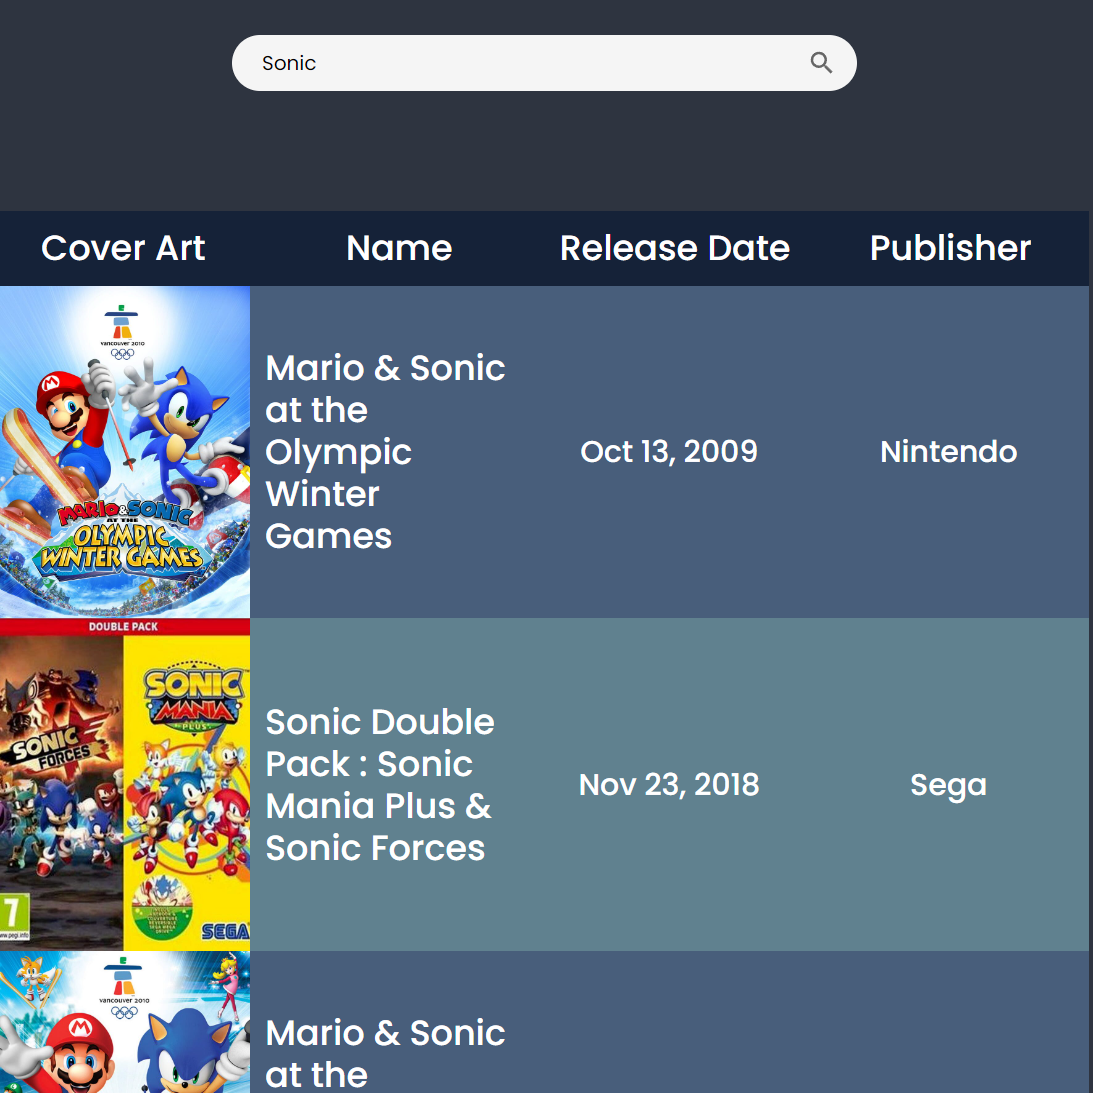 Sonic
Cover Art
Name
Release Date
Publisher
vancouver 2010
MARIO & SONIC
AT THE
OLYMPIC
WINTER GAMES
Mario & Sonic
at the
Olympic
Winter
Games
Oct 13, 2009
Nintendo
DOUBLE PACK
SONIC
FORCES
SONIC
MANIA
PLUS
7
www.pegi.info
SEGA
Sonic Double
Pack : Sonic
Mania Plus &
Sonic Forces
Nov 23, 2018
Sega
vancouver 2010
Mario & Sonic
at the